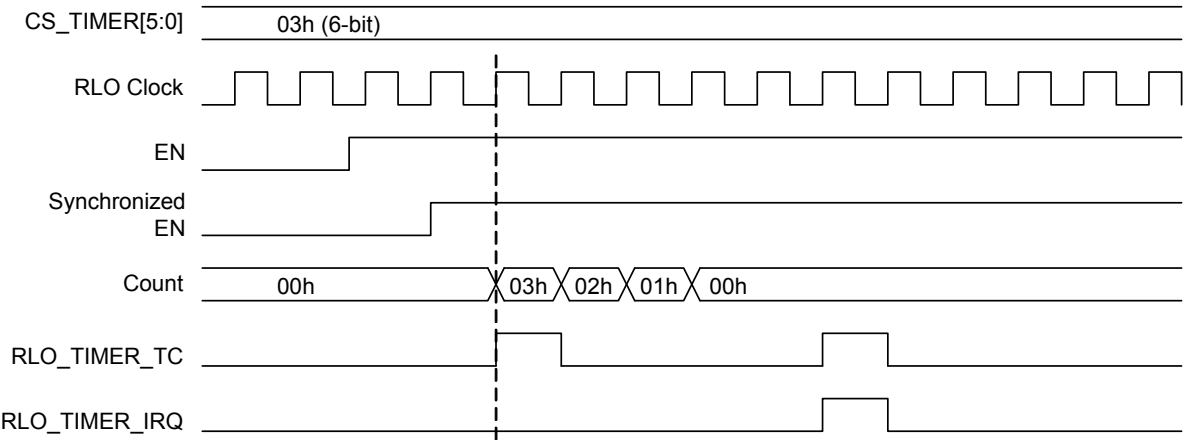 CS_TIMER[5:0] 03h (6-bit)
RLO Clock
EN
Synchronized
EN
Count 00h 03h 02h 01h 00h
RLO_TIMER_TC
RLO_TIMER_IRQ